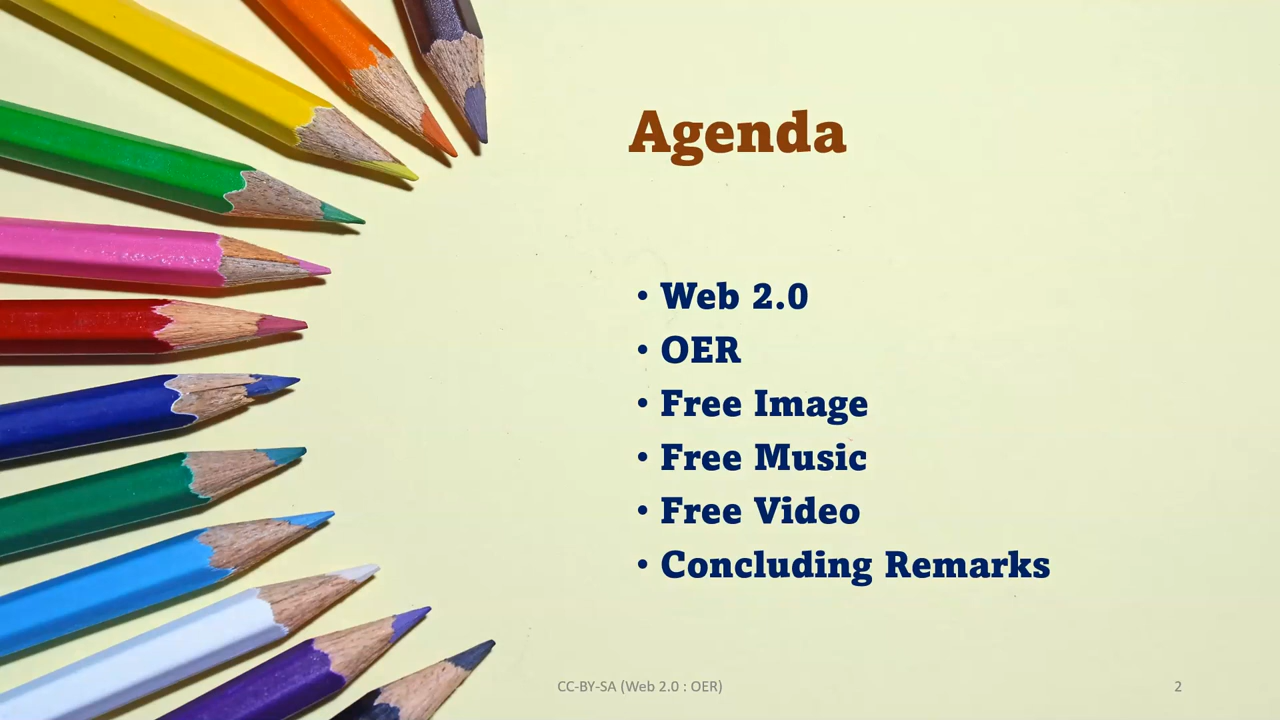 Agenda
• Web 2.0
• OER
• Free Image
• Free Music
• Free Video
• Concluding Remarks
CC-BY-SA (Web 2.0 : OER)
2